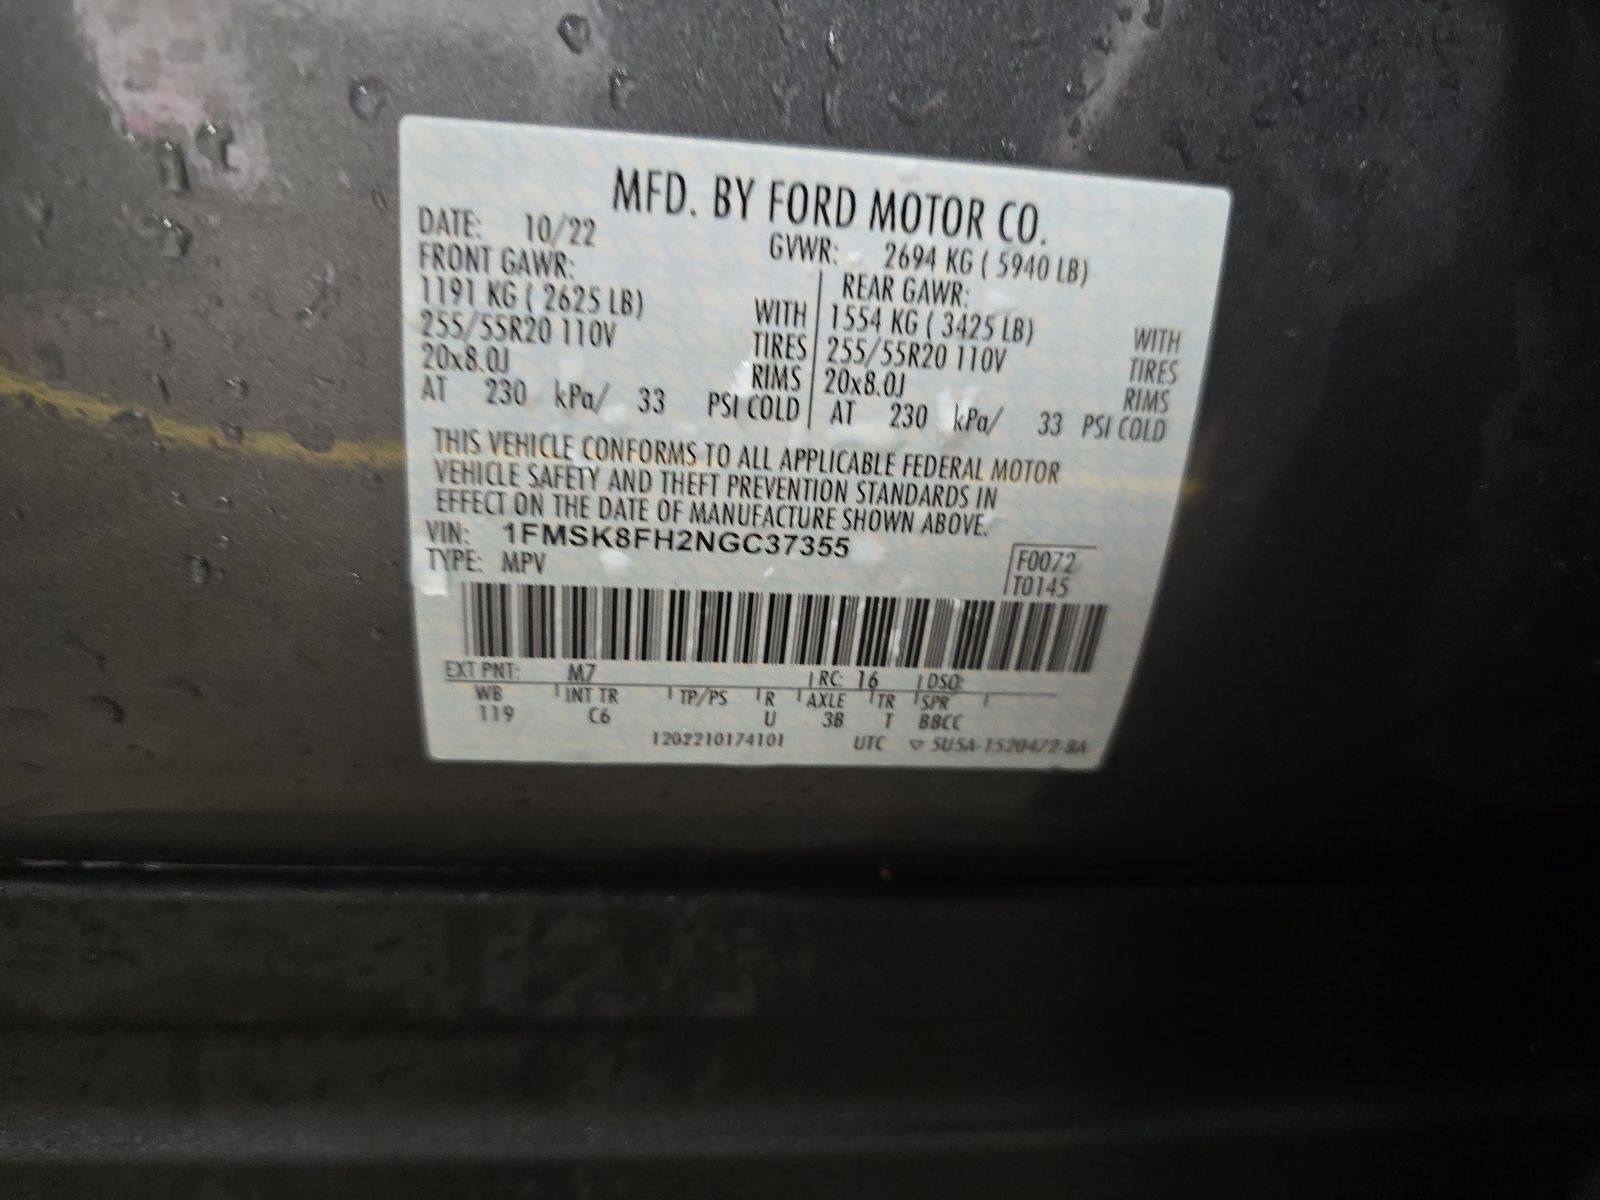 MFD. BY FORD MOTOR CO.
DATE: 10/22 GVWR: 2694 KG ( 5940 LB)
FRONT GAWR: REAR GAWR:
1191 KG ( 2625 LB) WITH 1554 KG ( 3425 LB) WITH
255/55R20 110V TIRES 255/55R20 110V TIRES
20x8.0J RIMS 20x8.0J RIMS
AT 230 kPa/ 33 PSI COLD AT 230 kPa/ 33 PSI COLD
THIS VEHICLE CONFORMS TO ALL APPLICABLE FEDERAL MOTOR
VEHICLE SAFETY AND THEFT PREVENTION STANDARDS IN
EFFECT ON THE DATE OF MANUFACTURE SHOWN ABOVE.
VIN: 1FMSK8FH2NGC37355
TYPE: MPV F0072
T0145
EXT PNT: M7 RC: 16 DSO:
WB INT TR TP/PS R AXLE TR SPR
119 C6 U 3B T BBCC
1202210174101 UTC ▽ 5U5A-1520472-BA